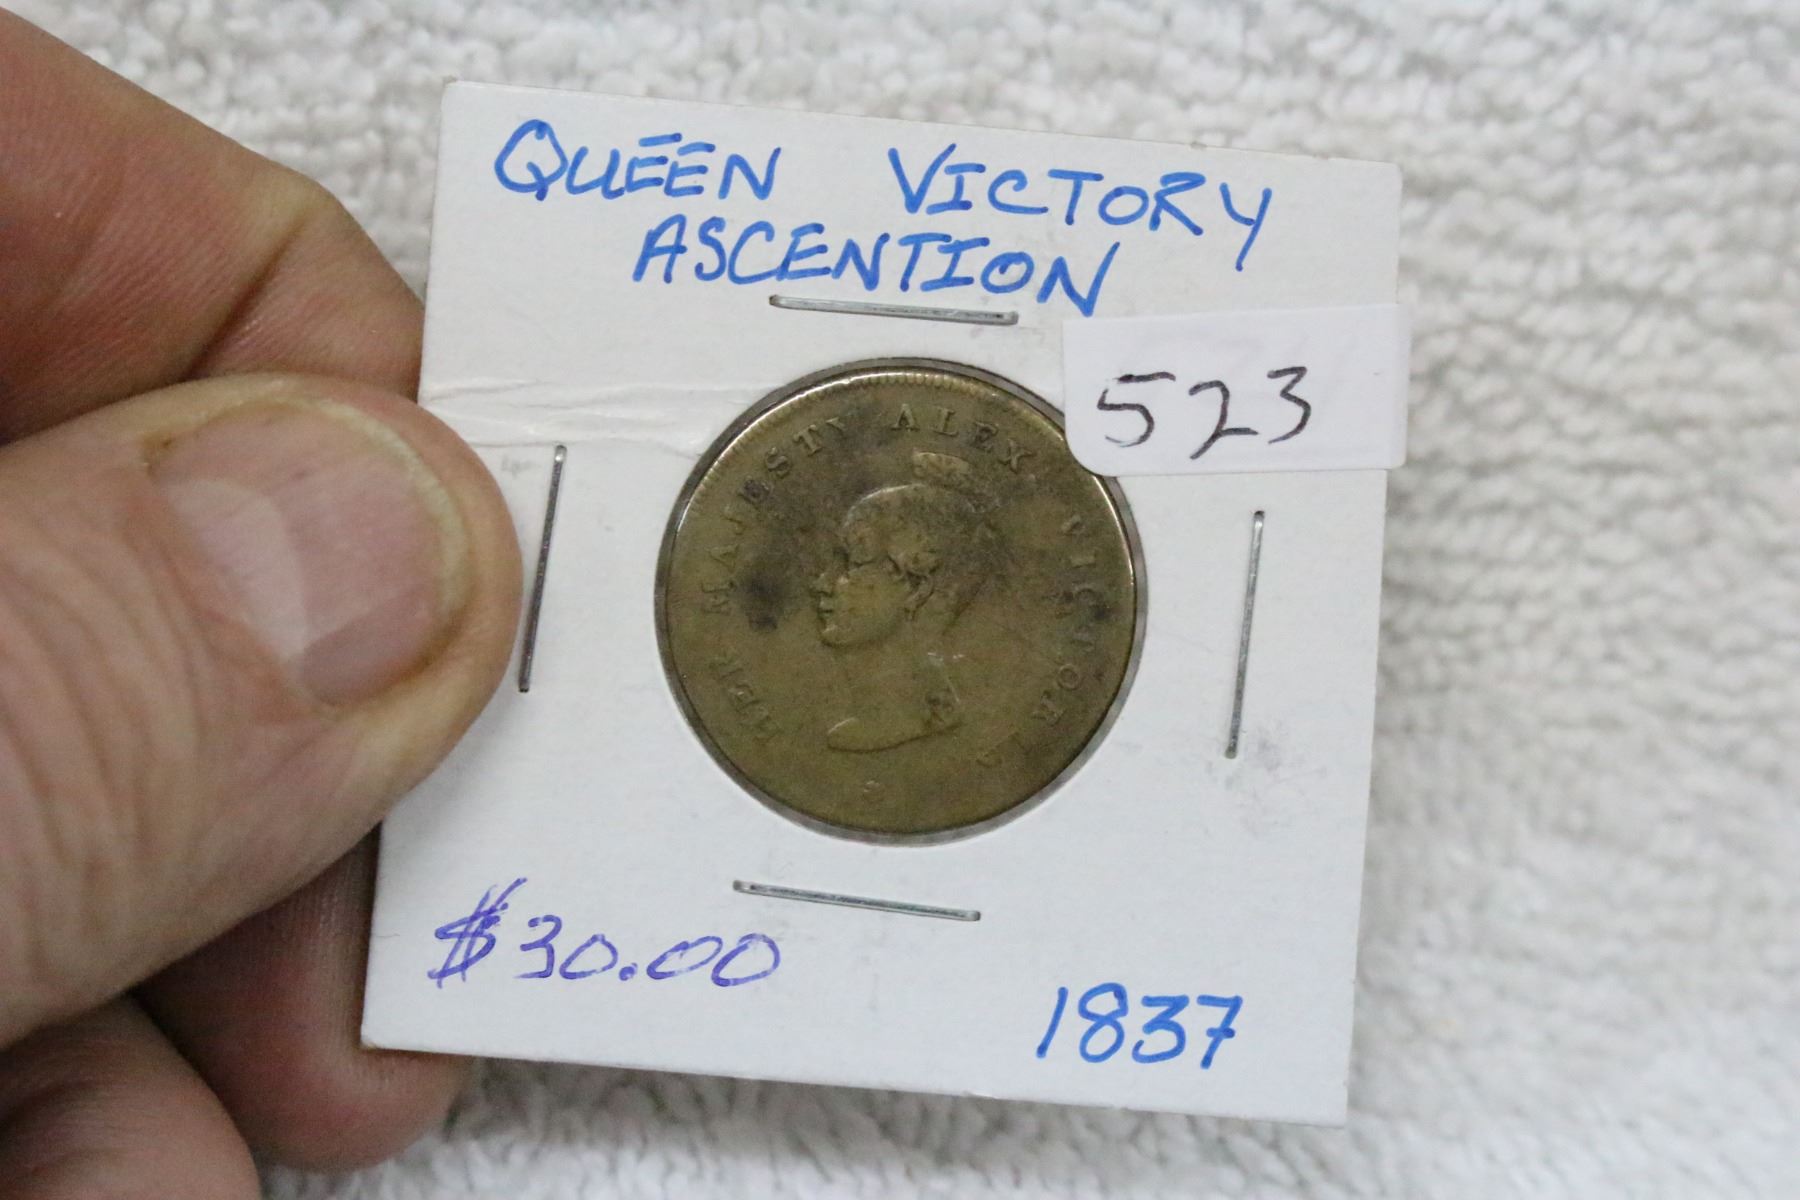 QUEEN VICTORY
ASCENTION
523
HER MAJESTY ALEX. VICTORIA
$30.00
1837